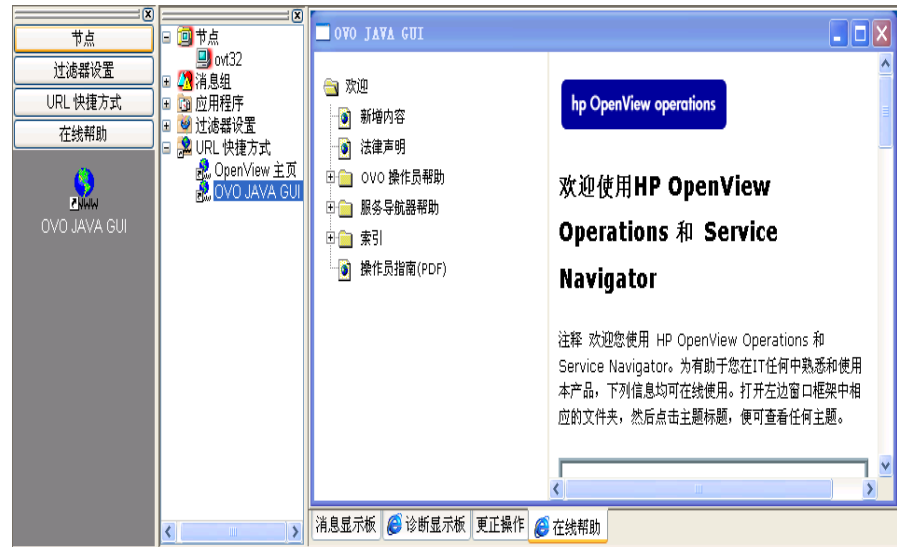 节点
过滤器设置
URL 快捷方式
在线帮助
OVO JAVA GUI
节点
ovt32
消息组
应用程序
过滤器设置
URL 快捷方式
OpenView 主页
OVO JAVA GUI
OVO JAVA GUI
欢迎
新增内容
法律声明
OVO 操作员帮助
服务导航器帮助
索引
操作员指南(PDF)
hp OpenView operations
欢迎使用HP OpenView
Operations 和 Service
Navigator
注释 欢迎您使用 HP OpenView Operations 和
Service Navigator。为有助于您在IT任何中熟悉和使用
本产品，下列信息均可在线使用。打开左边窗口框架中相
应的文件夹，然后点击主题标题，便可查看任何主题。
消息显示板
诊断显示板
更正操作
在线帮助